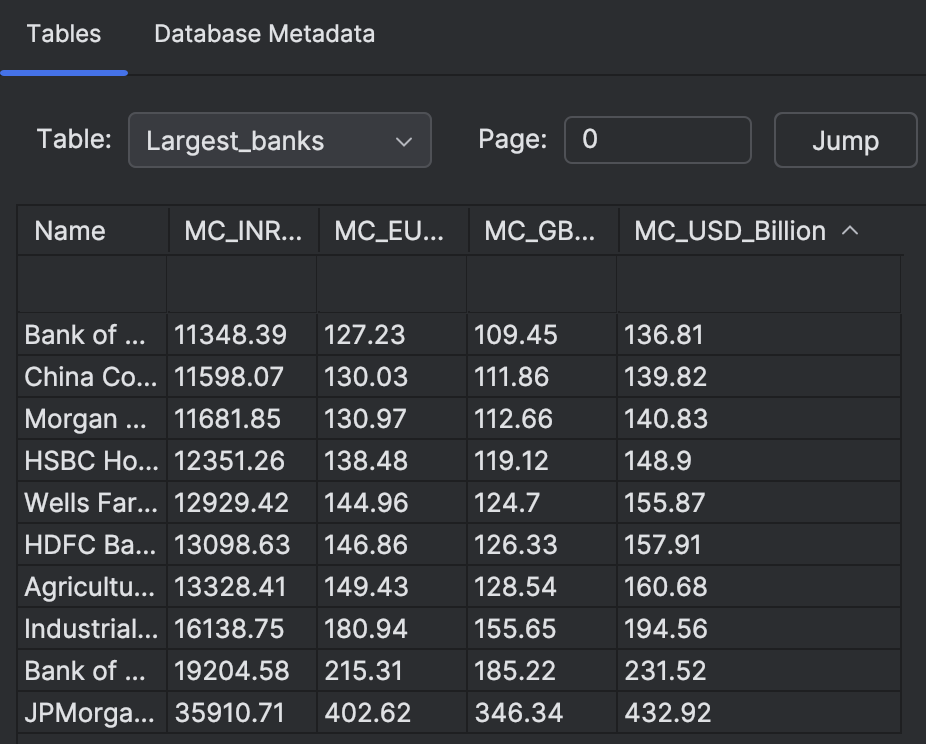 Tables Database Metadata
Table: Largest_banks Page: 0 Jump
Name MC_INR... MC_EU... MC_GB... MC_USD_Billion
Bank of ... 11348.39 127.23 109.45 136.81
China Co... 11598.07 130.03 111.86 139.82
Morgan ... 11681.85 130.97 112.66 140.83
HSBC Ho... 12351.26 138.48 119.12 148.9
Wells Far... 12929.42 144.96 124.7 155.87
HDFC Ba... 13098.63 146.86 126.33 157.91
Agricultu... 13328.41 149.43 128.54 160.68
Industrial... 16138.75 180.94 155.65 194.56
Bank of ... 19204.58 215.31 185.22 231.52
JPMorga... 35910.71 402.62 346.34 432.92